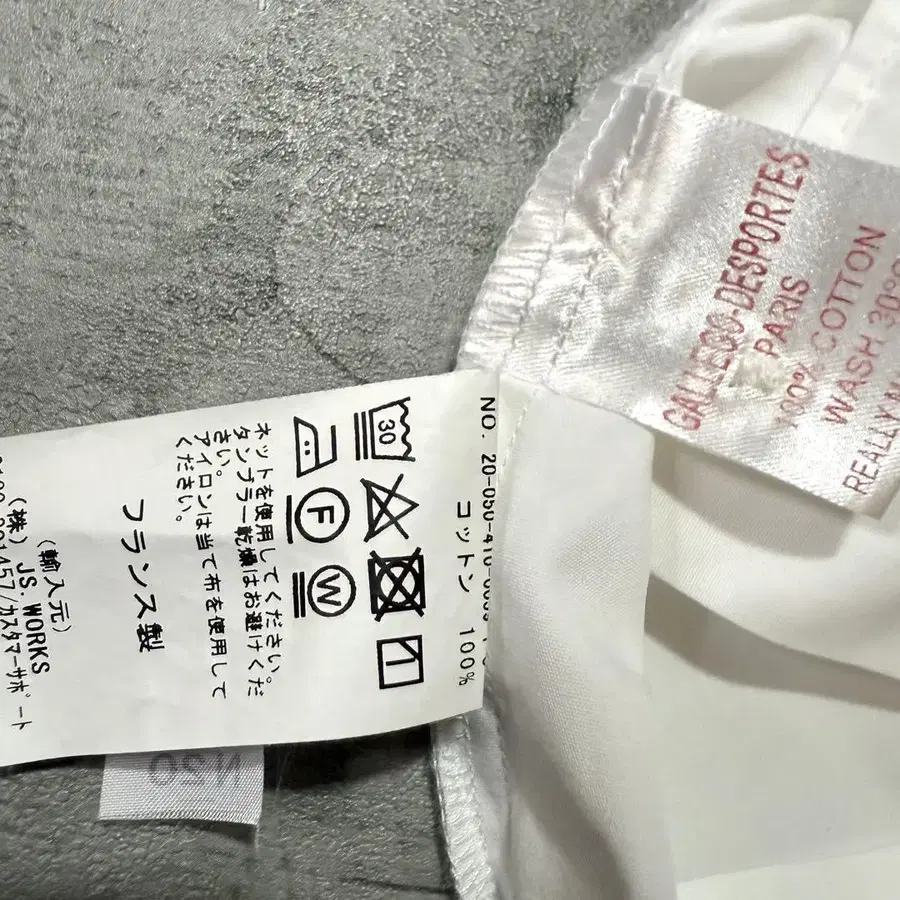 GALLEGO-DESPORTES
PARIS
100% COTTON
WASH 30°
REALLY
NO. 20-050-410-
コットン 100%
30
F
W
ネットを使用してください。
タンブラー乾燥はお避けくだ
さい。
アイロンは当て布を使用して
ください。
フランス製
(輸入元)
(株) JS. WORKS
カスタマーサポート
N20